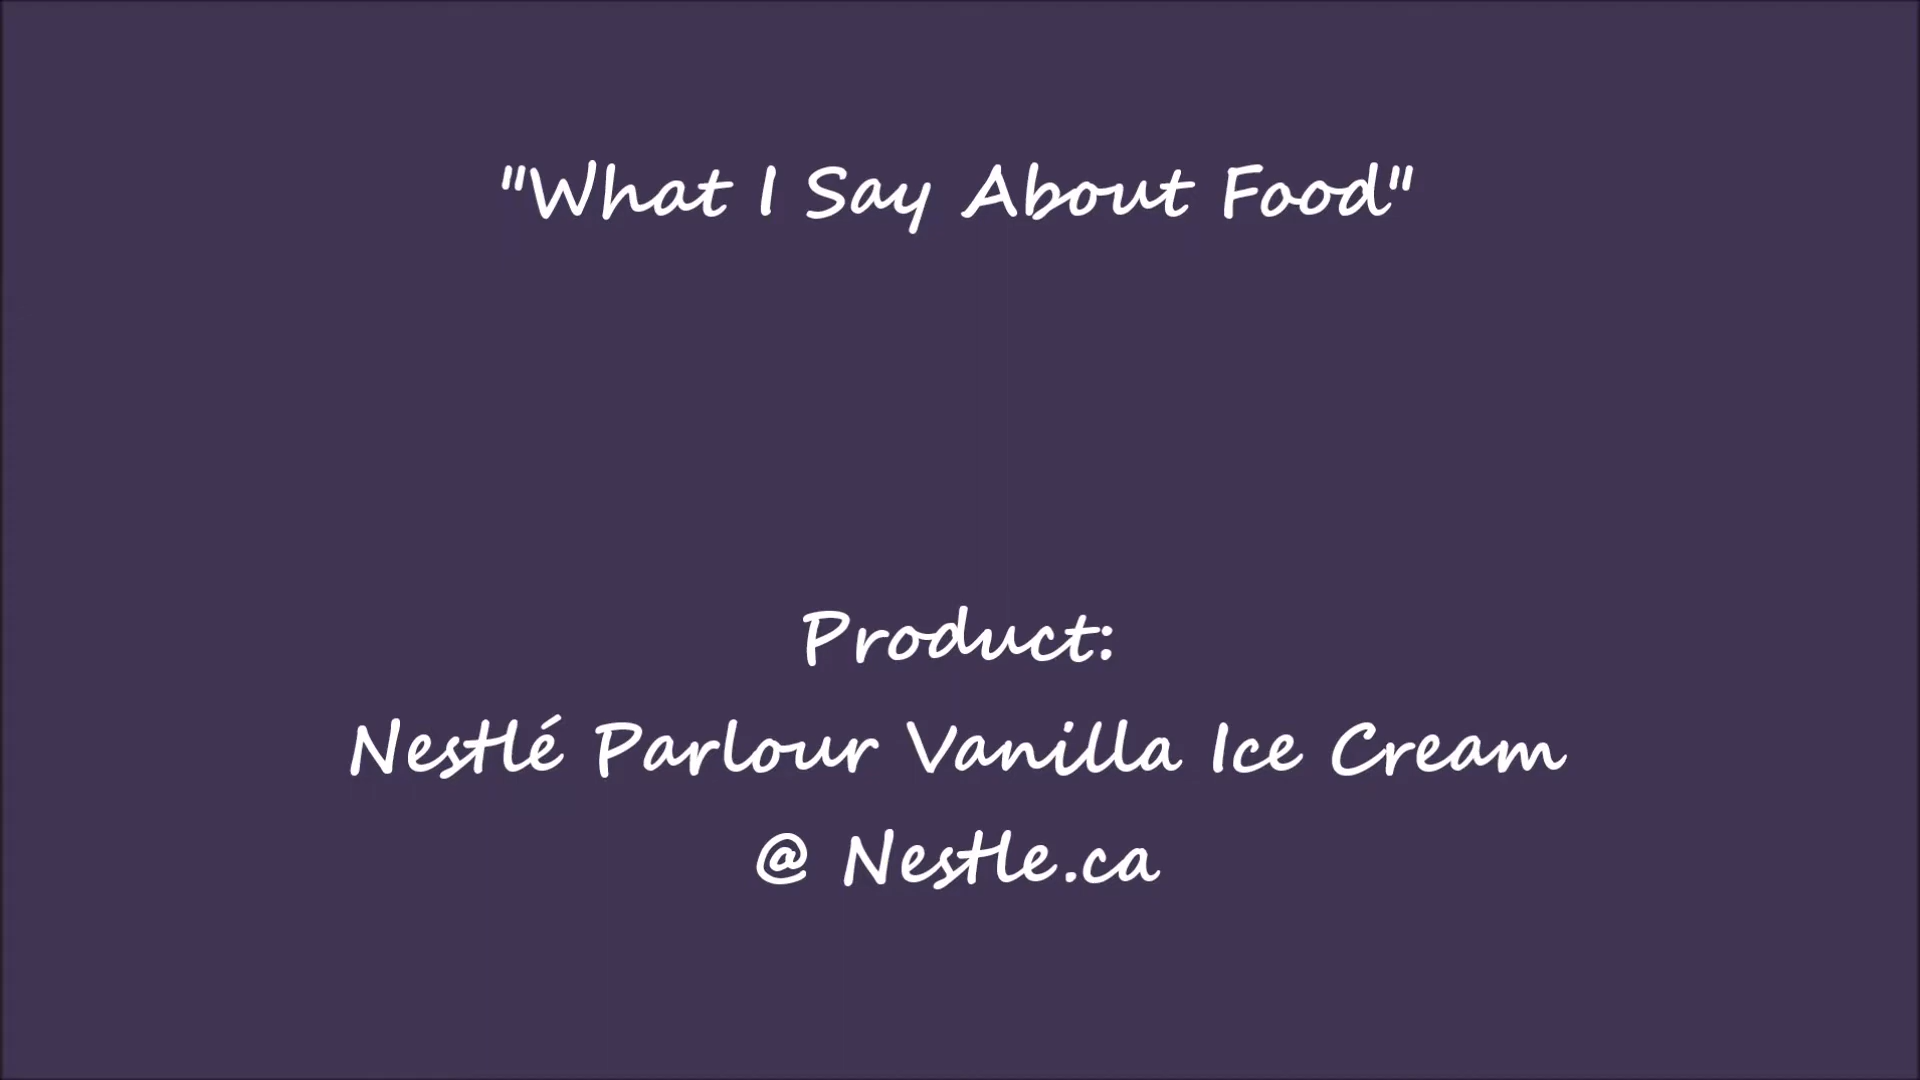 "What I Say About Food"
Product:
Nestlé Parlour Vanilla Ice Cream
@ Nestle.ca